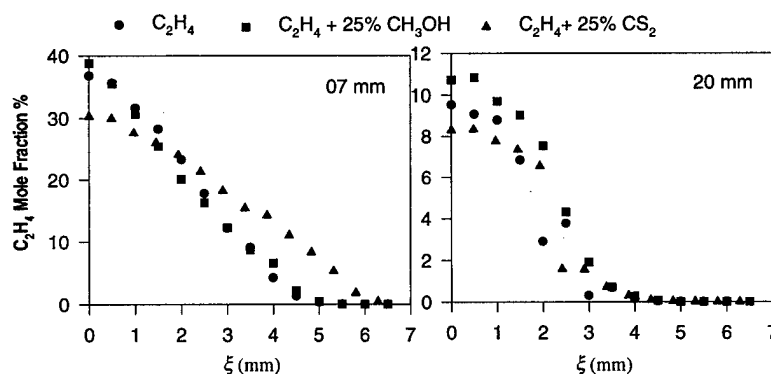 C₂H₄ C₂H₄ + 25% CH₃OH C₂H₄+ 25% CS₂
C₂H₄ Mole Fraction %
40
30
20
10
0
07 mm
0 1 2 3 4 5 6 7
ξ (mm)
12
10
8
6
4
2
0
20 mm
0 1 2 3 4 5 6 7
ξ (mm)